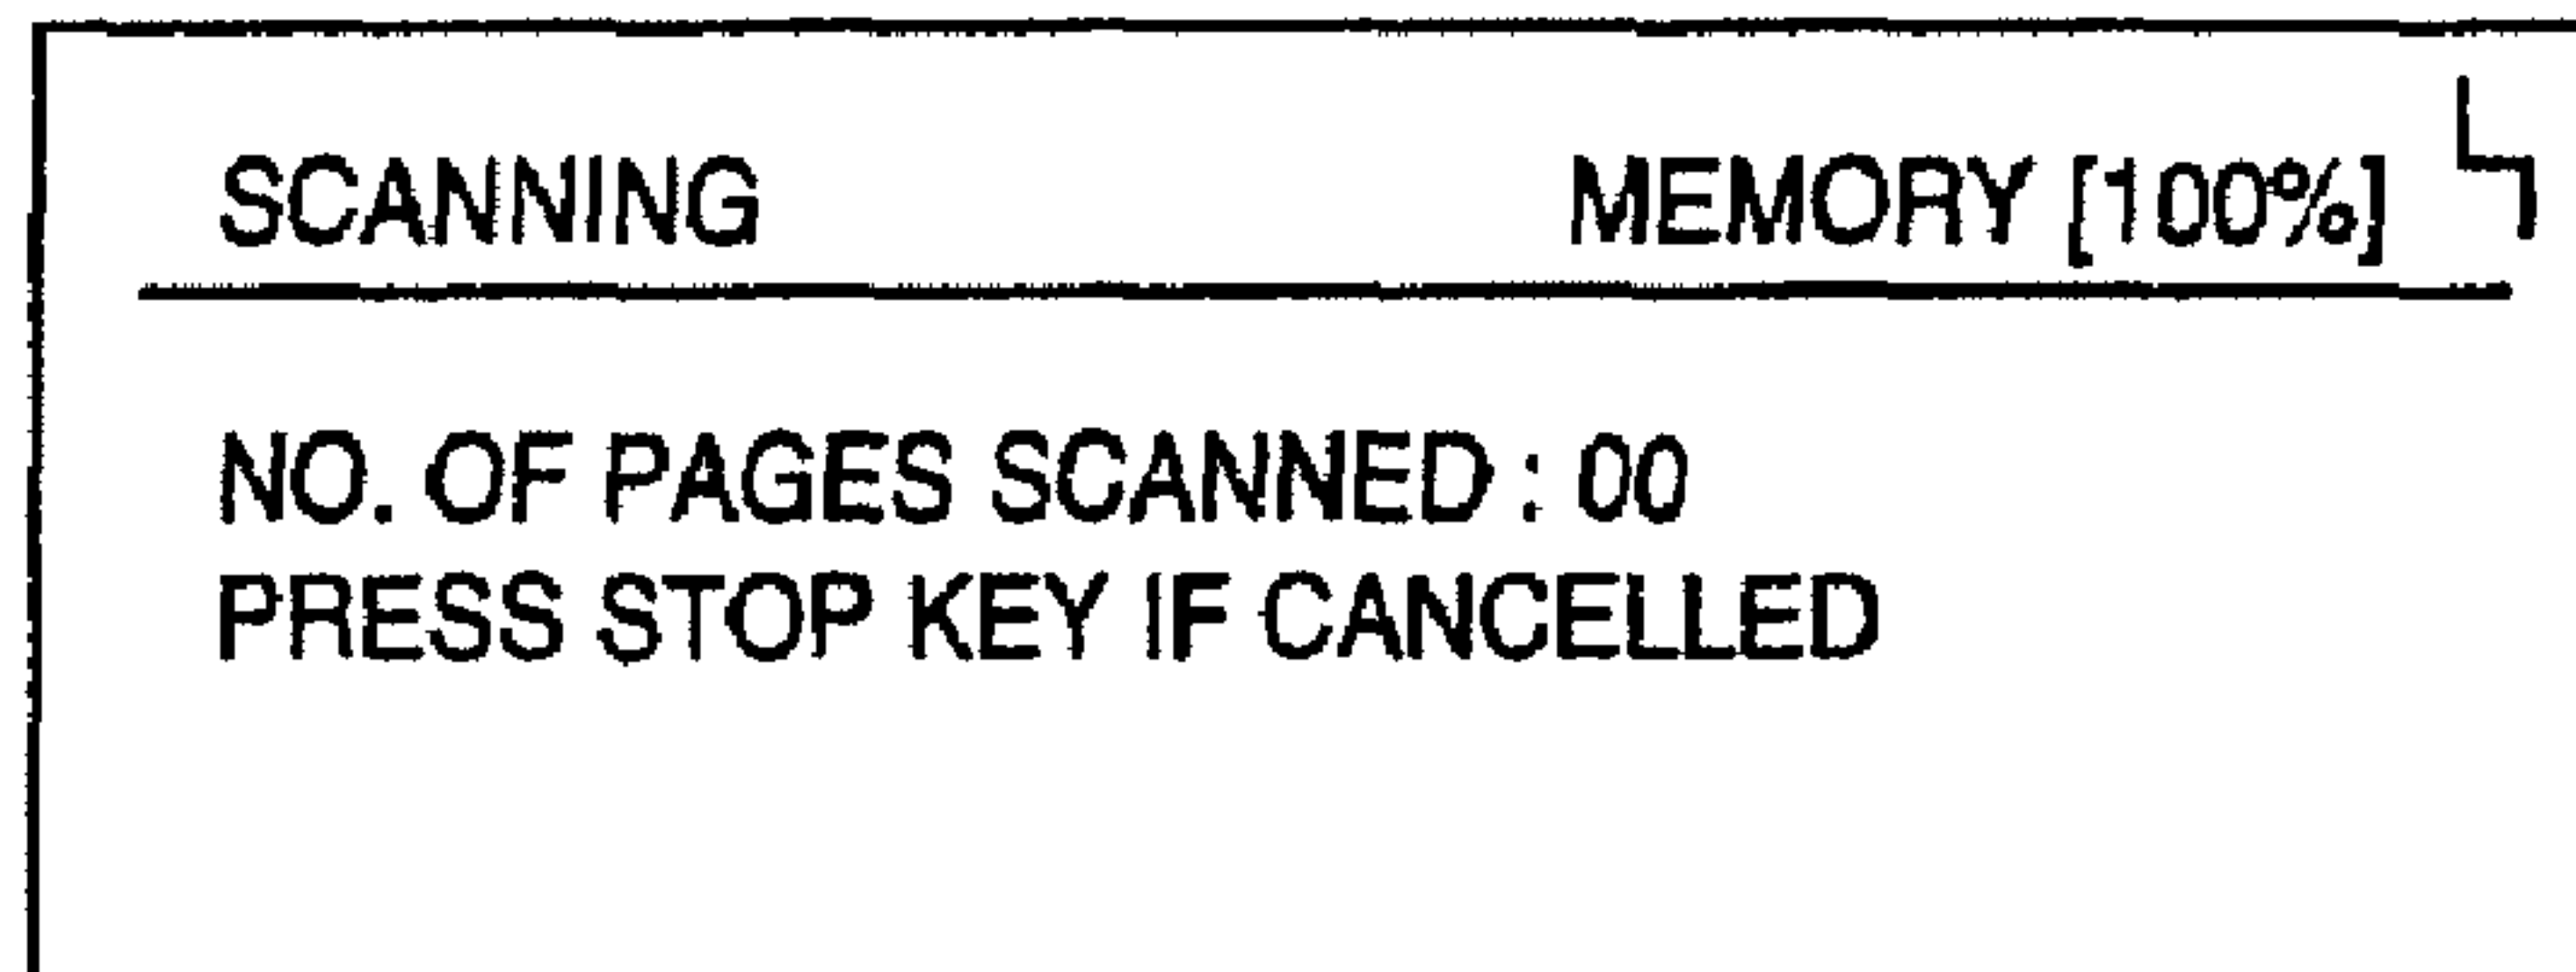 SCANNING MEMORY [100%]
NO. OF PAGES SCANNED : 00
PRESS STOP KEY IF CANCELLED